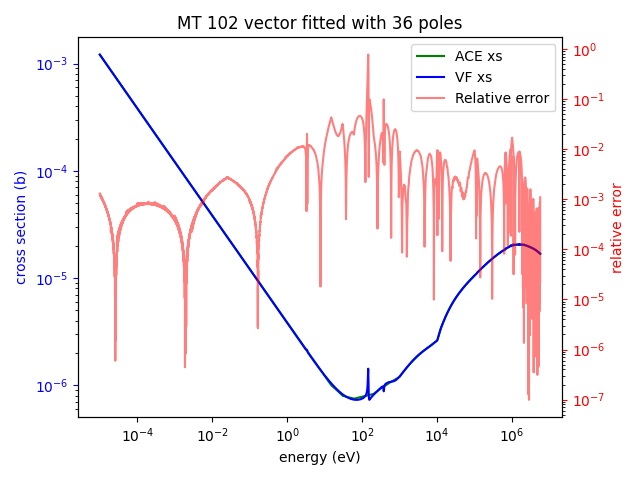 MT 102 vector fitted with 36 poles
ACE xs
VF xs
Relative error
cross section (b)
10⁻³
10⁻⁴
10⁻⁵
10⁻⁶
10⁰
10⁻¹
10⁻²
10⁻³
10⁻⁴
10⁻⁵
10⁻⁶
10⁻⁷
relative error
10⁻⁴ 10⁻² 10⁰ 10² 10⁴ 10⁶
energy (eV)